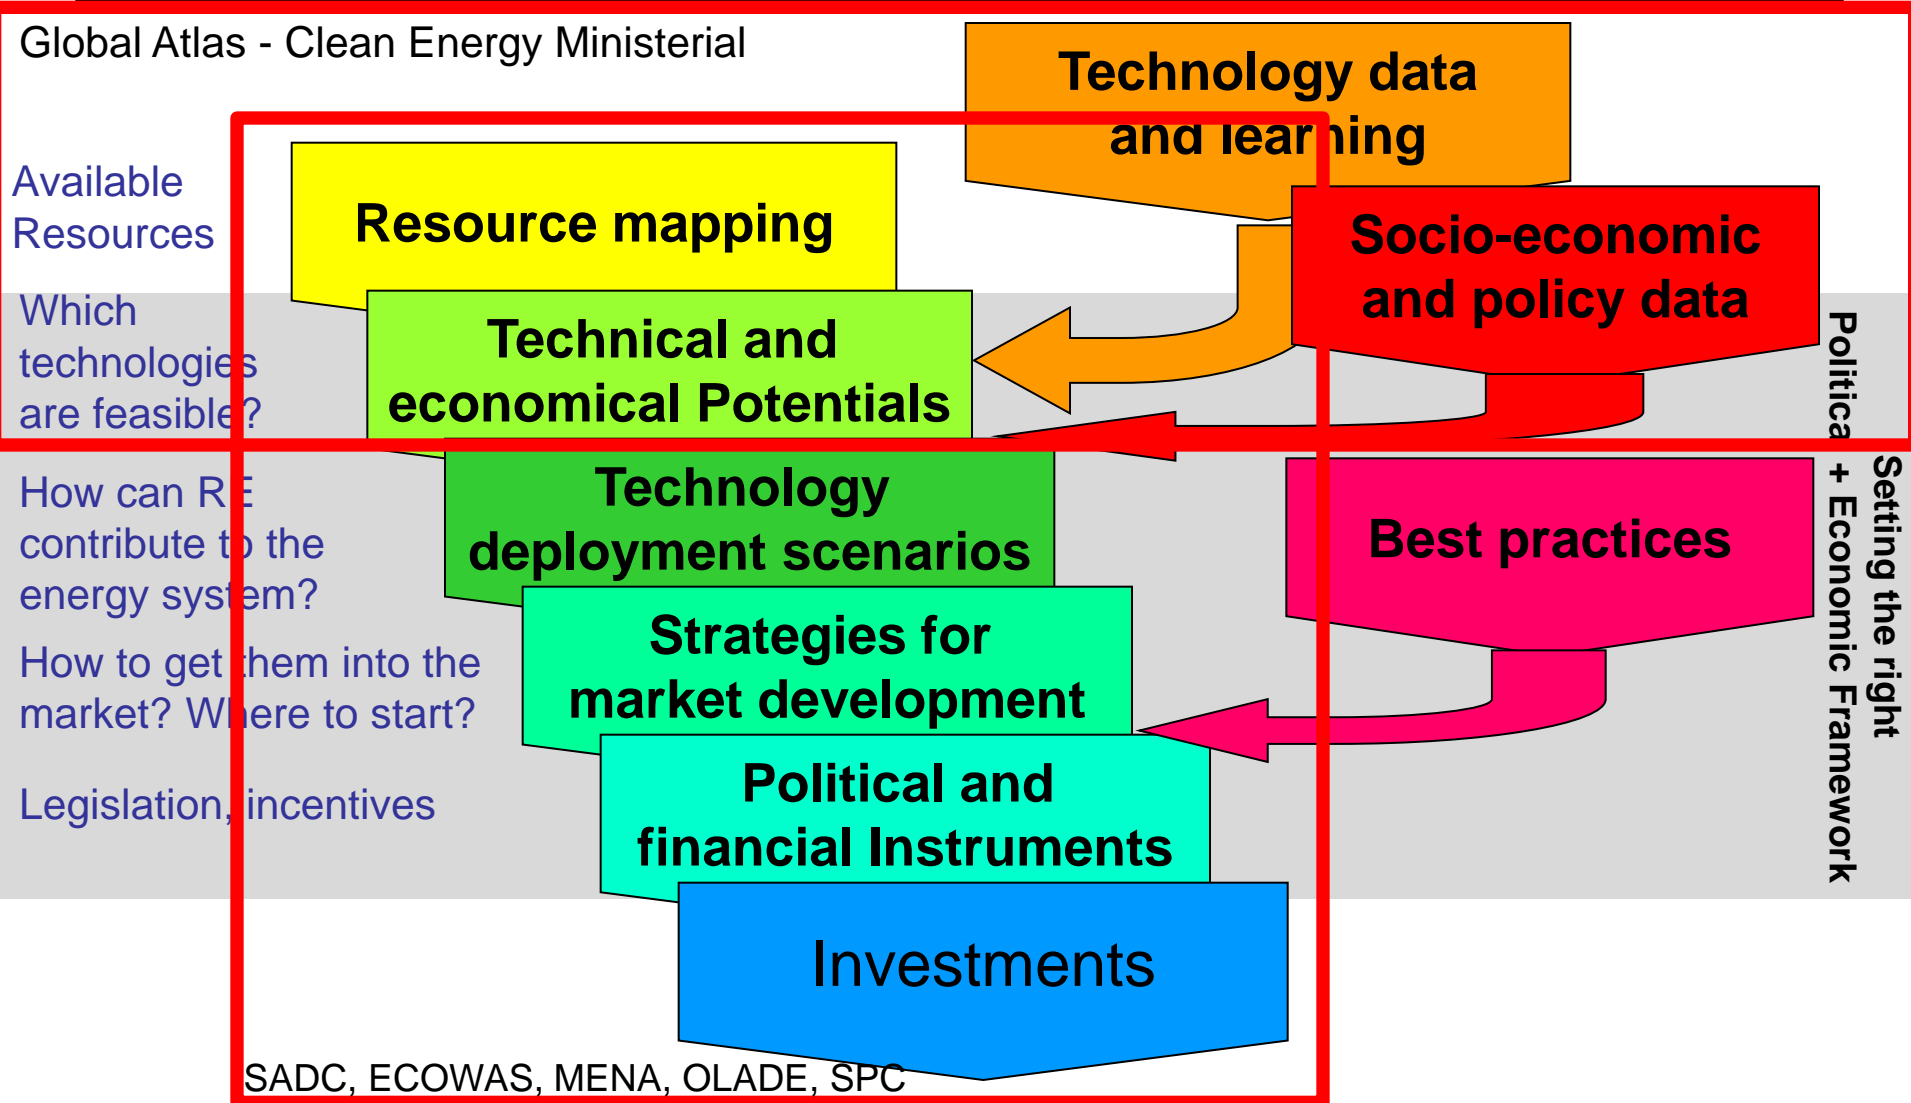 Global Atlas - Clean Energy Ministerial
Technology data
and learning
Available
Resources
Resource mapping
Socio-economic
and policy data
Which
technologies
are feasible?
Technical and
economical Potentials
How can RE
contribute to the
energy system?
Technology
deployment scenarios
Best practices
Setting the right
Political + Economic Framework
How to get them into the
market? Where to start?
Strategies for
market development
Legislation, incentives
Political and
financial Instruments
Investments
SADC, ECOWAS, MENA, OLADE, SPC